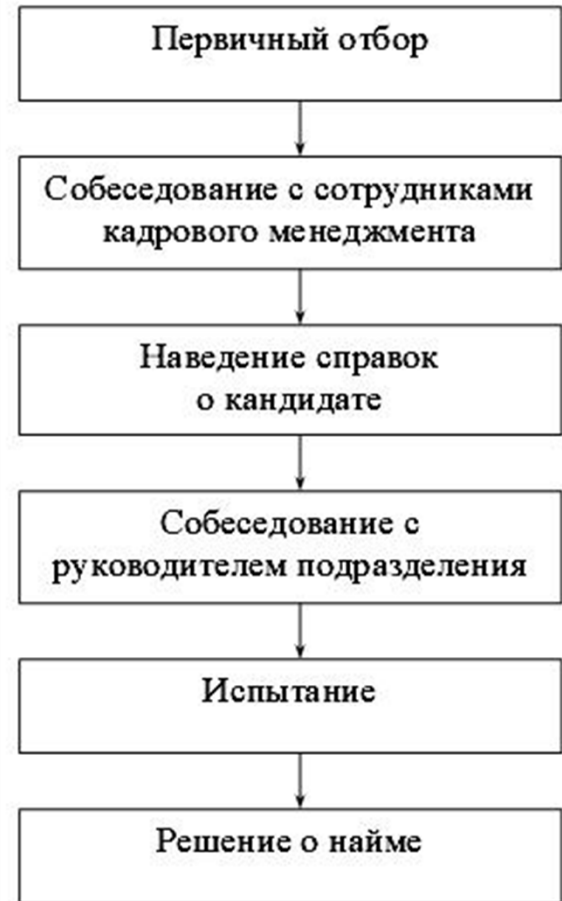 Первичный отбор
Собеседование с сотрудниками
кадрового менеджмента
Наведение справок
о кандидате
Собеседование с
руководителем подразделения
Испытание
Решение о найме